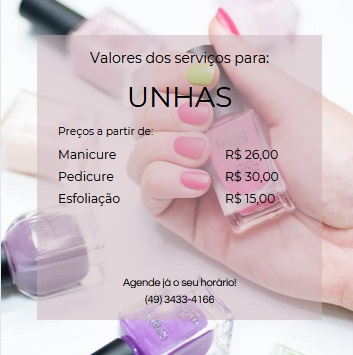 Valores dos serviços para:
UNHAS
Preços a partir de:
Manicure R$ 26,00
Pedicure R$ 30,00
Esfoliação R$ 15,00
Agende já o seu horário!
(49) 3433-4166